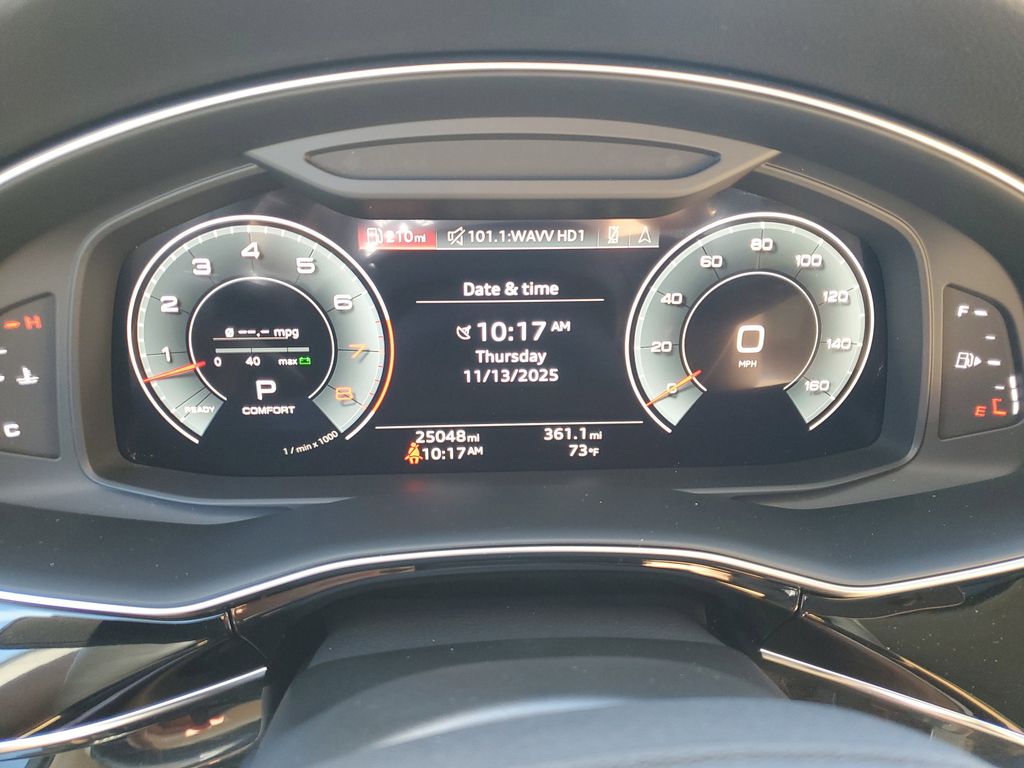 210mi 101.1:WAVV HD1
Date & time
10:17 AM
Thursday
11/13/2025
25048mi 361.1mi
10:17AM 73°F
1 2 3 4 5 6 7 8
Ø --.- mpg
0 40 max
P
COMFORT
READY
1 / min x 1000
0 20 40 60 80 100 120 140 160
0
MPH
H
C
F
E